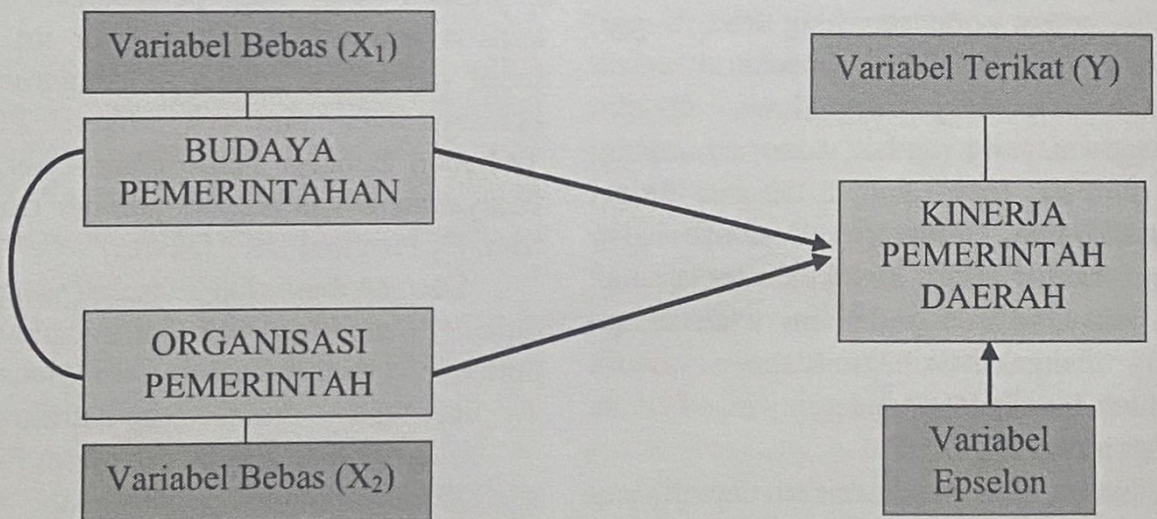 Variabel Bebas (X₁)
BUDAYA
PEMERINTAHAN
ORGANISASI
PEMERINTAH
Variabel Bebas (X₂)
Variabel Terikat (Y)
KINERJA
PEMERINTAH
DAERAH
Variabel
Epselon